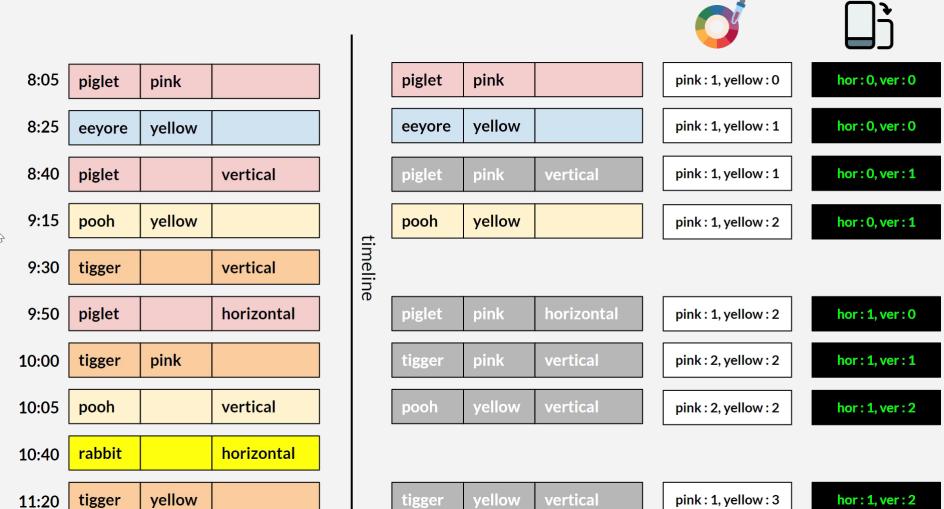 8:05 piglet pink piglet pink pink : 1, yellow : 0 hor : 0, ver : 0
8:25 eeyore yellow eeyore yellow pink : 1, yellow : 1 hor : 0, ver : 0
8:40 piglet vertical piglet pink vertical pink : 1, yellow : 1 hor : 0, ver : 1
9:15 pooh yellow pooh yellow pink : 1, yellow : 2 hor : 0, ver : 1
timeline
9:30 tigger vertical
9:50 piglet horizontal piglet pink horizontal pink : 1, yellow : 2 hor : 1, ver : 0
10:00 tigger pink tigger pink vertical pink : 2, yellow : 2 hor : 1, ver : 1
10:05 pooh vertical pooh yellow vertical pink : 2, yellow : 2 hor : 1, ver : 2
10:40 rabbit horizontal
11:20 tigger yellow tigger yellow vertical pink : 1, yellow : 3 hor : 1, ver : 2